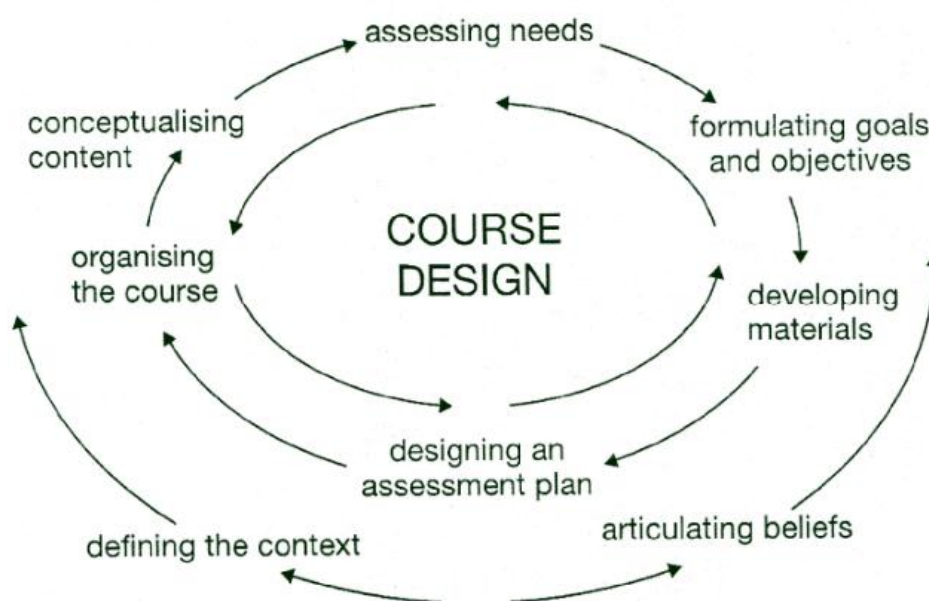 assessing needs
conceptualising
content
formulating goals
and objectives
COURSE
DESIGN
organising
the course
developing
materials
designing an
assessment plan
defining the context
articulating beliefs